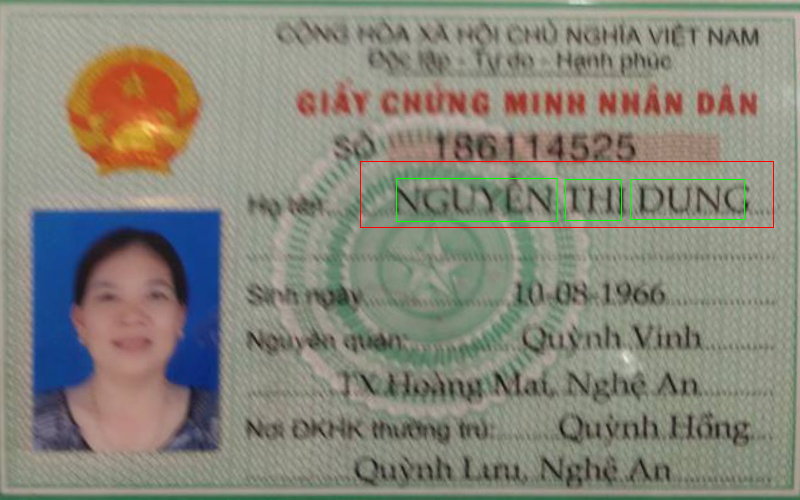 CỘNG HÒA XÃ HỘI CHỦ NGHĨA VIỆT NAM
Độc lập - Tự do - Hạnh phúc
GIẤY CHỨNG MINH NHÂN DÂN
SỐ 186114525
Họ tên: NGUYỄN THỊ DUNG
Sinh ngày 10-08-1966
Nguyên quán: Quỳnh Vinh
TX Hoàng Mai, Nghệ An
Nơi ĐKHK thường trú: Quỳnh Hồng
Quỳnh Lưu, Nghệ An